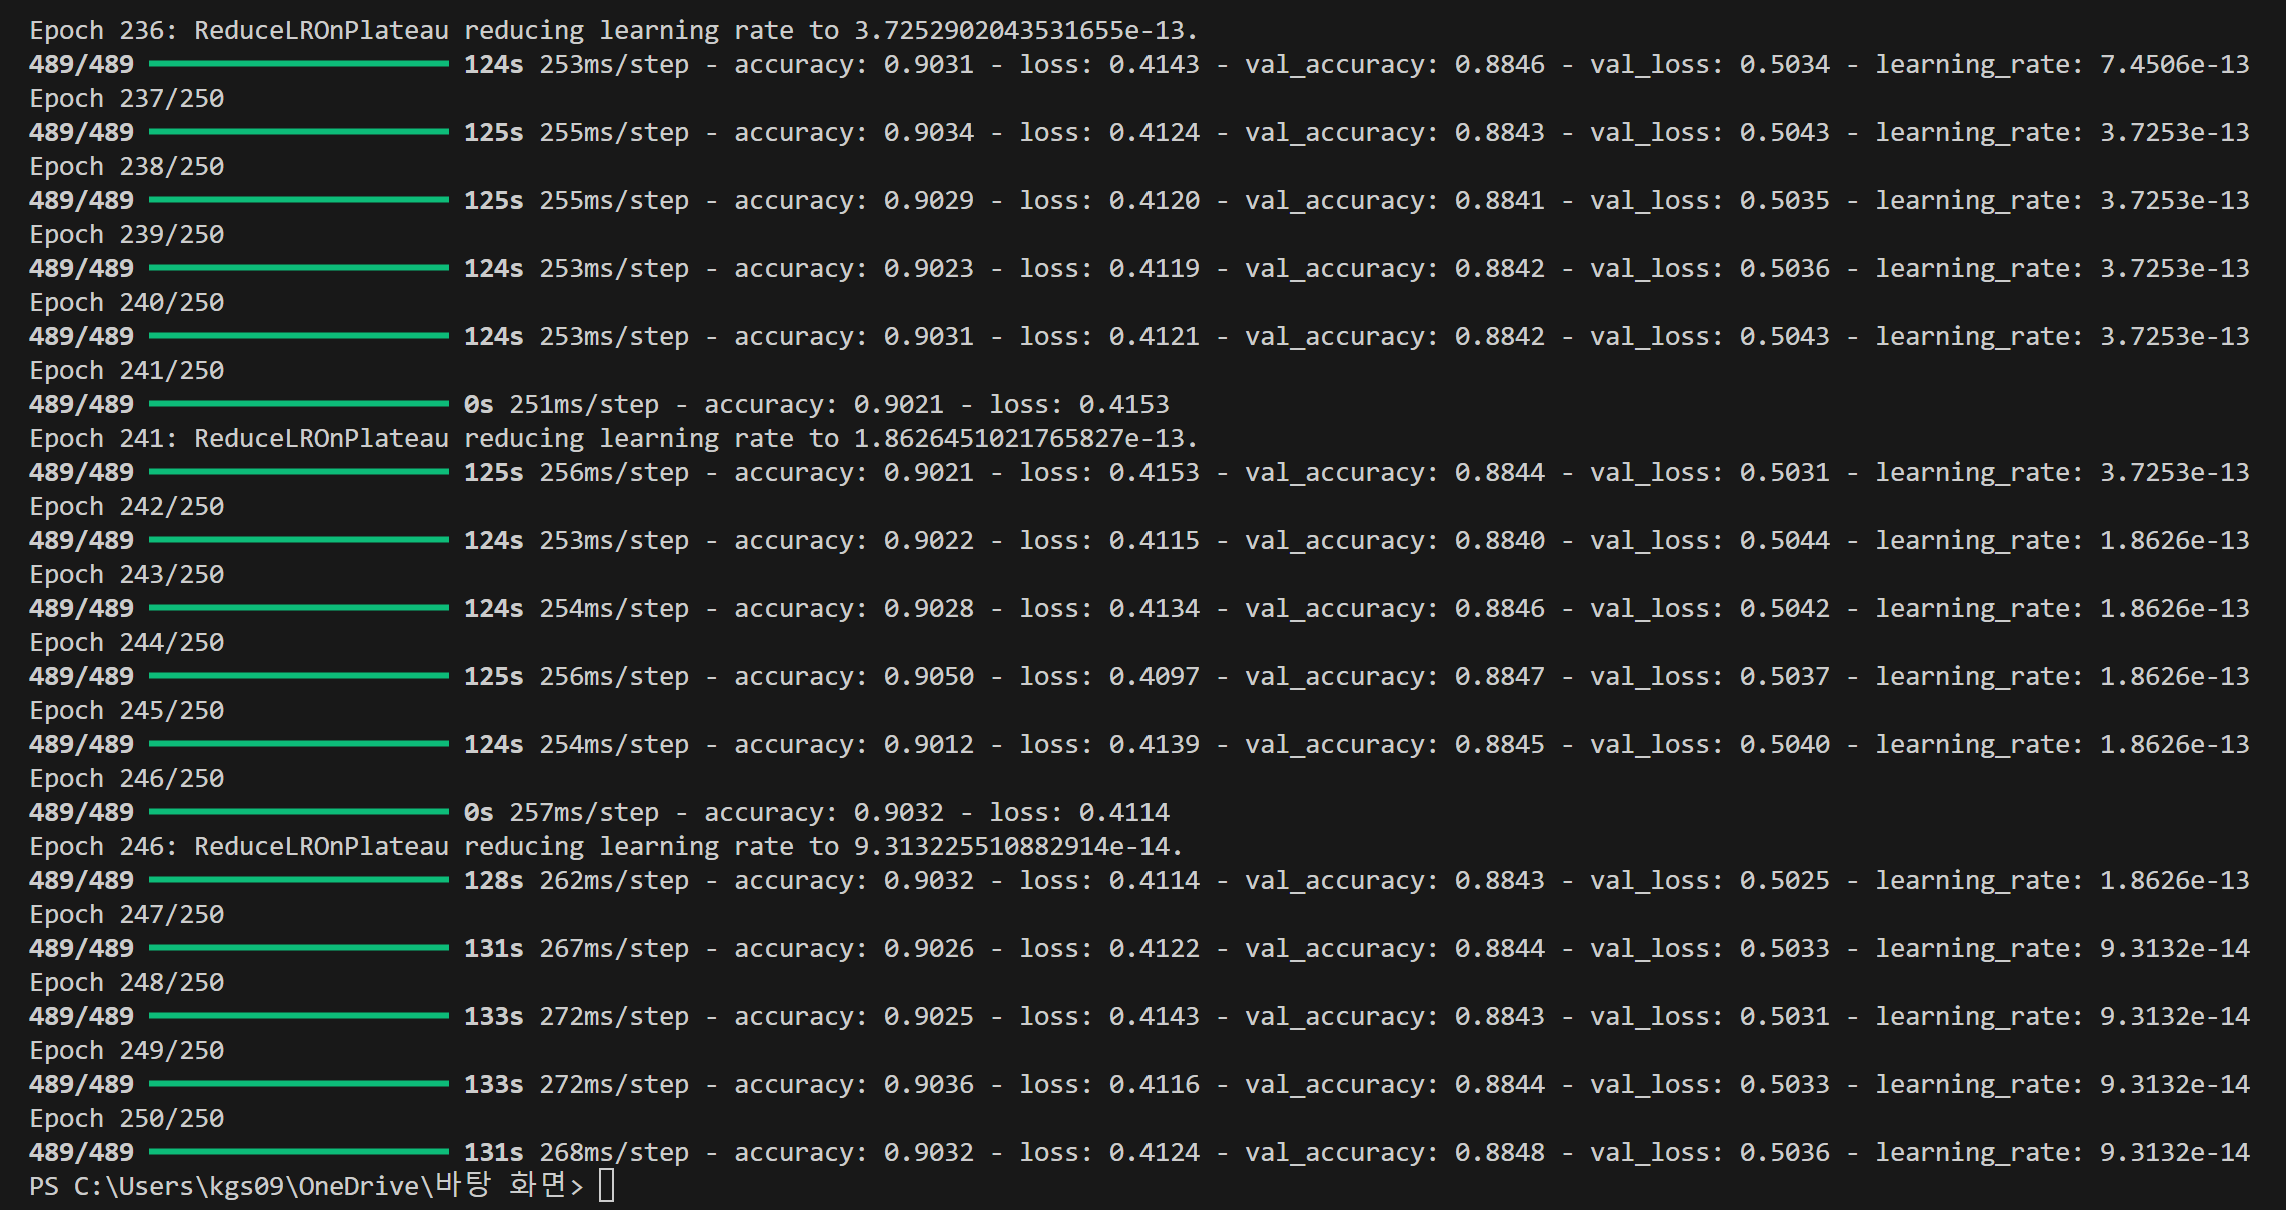 Epoch 236: ReduceLROnPlateau reducing learning rate to 3.7252902043531655e-13.
489/489 124s 253ms/step - accuracy: 0.9031 - loss: 0.4143 - val_accuracy: 0.8846 - val_loss: 0.5034 - learning_rate: 7.4506e-13
Epoch 237/250
489/489 125s 255ms/step - accuracy: 0.9034 - loss: 0.4124 - val_accuracy: 0.8843 - val_loss: 0.5043 - learning_rate: 3.7253e-13
Epoch 238/250
489/489 125s 255ms/step - accuracy: 0.9029 - loss: 0.4120 - val_accuracy: 0.8841 - val_loss: 0.5035 - learning_rate: 3.7253e-13
Epoch 239/250
489/489 124s 253ms/step - accuracy: 0.9023 - loss: 0.4119 - val_accuracy: 0.8842 - val_loss: 0.5036 - learning_rate: 3.7253e-13
Epoch 240/250
489/489 124s 253ms/step - accuracy: 0.9031 - loss: 0.4121 - val_accuracy: 0.8842 - val_loss: 0.5043 - learning_rate: 3.7253e-13
Epoch 241/250
489/489 0s 251ms/step - accuracy: 0.9021 - loss: 0.4153
Epoch 241: ReduceLROnPlateau reducing learning rate to 1.8626451021765827e-13.
489/489 125s 256ms/step - accuracy: 0.9021 - loss: 0.4153 - val_accuracy: 0.8844 - val_loss: 0.5031 - learning_rate: 3.7253e-13
Epoch 242/250
489/489 124s 253ms/step - accuracy: 0.9022 - loss: 0.4115 - val_accuracy: 0.8840 - val_loss: 0.5044 - learning_rate: 1.8626e-13
Epoch 243/250
489/489 124s 254ms/step - accuracy: 0.9028 - loss: 0.4134 - val_accuracy: 0.8846 - val_loss: 0.5042 - learning_rate: 1.8626e-13
Epoch 244/250
489/489 125s 256ms/step - accuracy: 0.9050 - loss: 0.4097 - val_accuracy: 0.8847 - val_loss: 0.5037 - learning_rate: 1.8626e-13
Epoch 245/250
489/489 124s 254ms/step - accuracy: 0.9012 - loss: 0.4139 - val_accuracy: 0.8845 - val_loss: 0.5040 - learning_rate: 1.8626e-13
Epoch 246/250
489/489 0s 257ms/step - accuracy: 0.9032 - loss: 0.4114
Epoch 246: ReduceLROnPlateau reducing learning rate to 9.313225510882914e-14.
489/489 128s 262ms/step - accuracy: 0.9032 - loss: 0.4114 - val_accuracy: 0.8843 - val_loss: 0.5025 - learning_rate: 1.8626e-13
Epoch 247/250
489/489 131s 267ms/step - accuracy: 0.9026 - loss: 0.4122 - val_accuracy: 0.8844 - val_loss: 0.5033 - learning_rate: 9.3132e-14
Epoch 248/250
489/489 133s 272ms/step - accuracy: 0.9025 - loss: 0.4143 - val_accuracy: 0.8843 - val_loss: 0.5031 - learning_rate: 9.3132e-14
Epoch 249/250
489/489 133s 272ms/step - accuracy: 0.9036 - loss: 0.4116 - val_accuracy: 0.8844 - val_loss: 0.5033 - learning_rate: 9.3132e-14
Epoch 250/250
489/489 131s 268ms/step - accuracy: 0.9032 - loss: 0.4124 - val_accuracy: 0.8848 - val_loss: 0.5036 - learning_rate: 9.3132e-14
PS C:\Users\kgs09\OneDrive\바탕 화면>